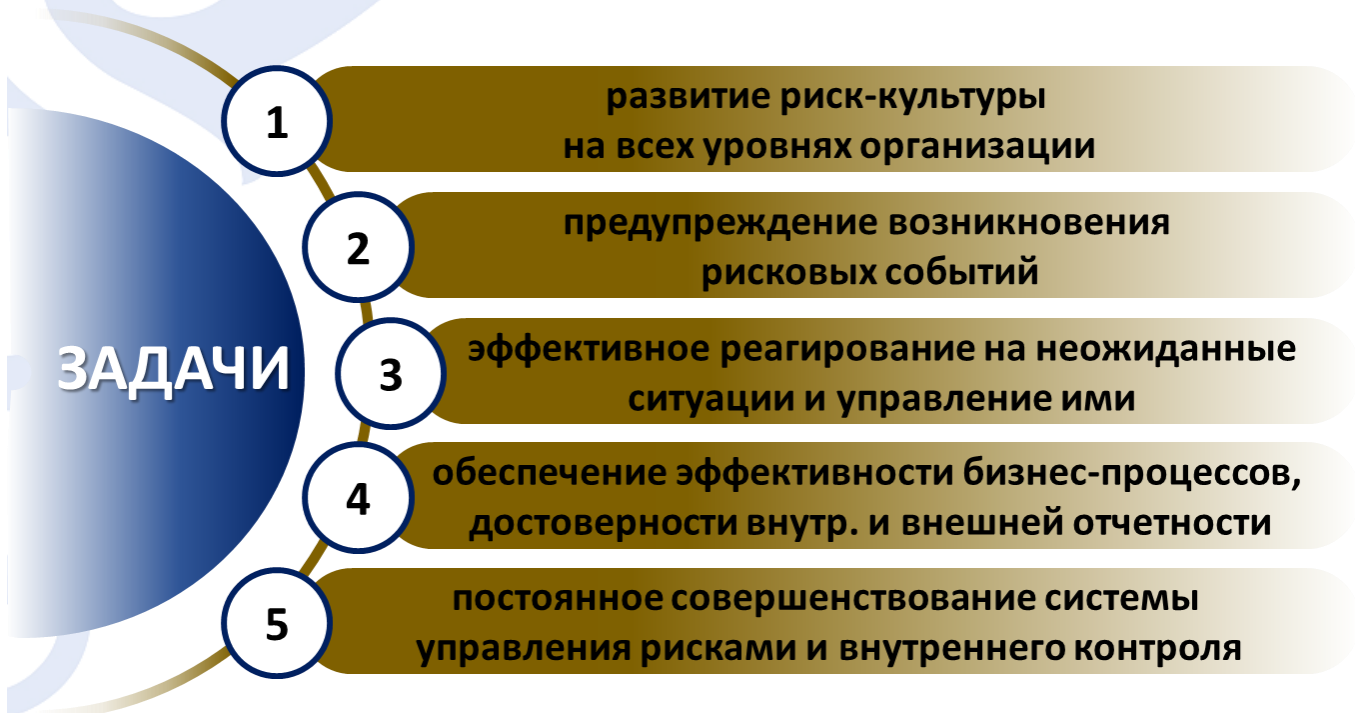 ЗАДАЧИ
1
развитие риск-культуры
на всех уровнях организации
2
предупреждение возникновения
рисковых событий
3
эффективное реагирование на неожиданные
ситуации и управление ими
4
обеспечение эффективности бизнес-процессов,
достоверности внутр. и внешней отчетности
5
постоянное совершенствование системы
управления рисками и внутреннего контроля